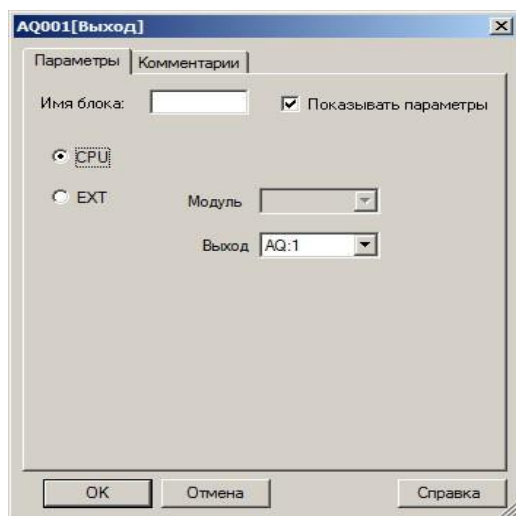 AQ001[Выход]
Параметры Комментарии
Имя блока: Показывать параметры
CPU
EXT Модуль
Выход AQ:1
OK Отмена Справка